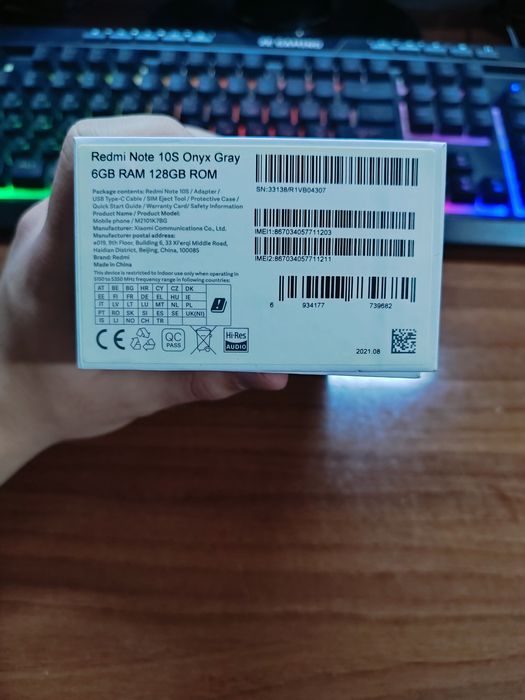 Redmi Note 10S Onyx Gray
6GB RAM 128GB ROM
Package contents: Redmi Note 10S / Adapter /
USB Type-C Cable / SIM Eject Tool / Protective Case /
Quick Start Guide / Warranty Card/ Safety Information
Product Name / Product Model:
Mobile phone / M2101K7BG
Manufacturer: Xiaomi Communications Co., Ltd.
Manufacturer postal address:
#019, 9th Floor, Building 6, 33 Xi'erqi Middle Road,
Haidian District, Beijing, China, 100085
Brand: Redmi
Made in China
This device is restricted to indoor use only when operating in
5150 to 5350 MHz frequency range in following countries:
AT BE BG HR CY CZ DK
EE FI FR DE EL HU IE
IT LV LT LU MT NL PL
PT RO SK SI ES SE UK(NI)
IS LI NO CH TR
CE
QC
PASS
Hi-Res
AUDIO
SN:33138/R1VB04307
IMEI1:867034057711203
IMEI2:867034057711211
6 934177 739682
2021.08